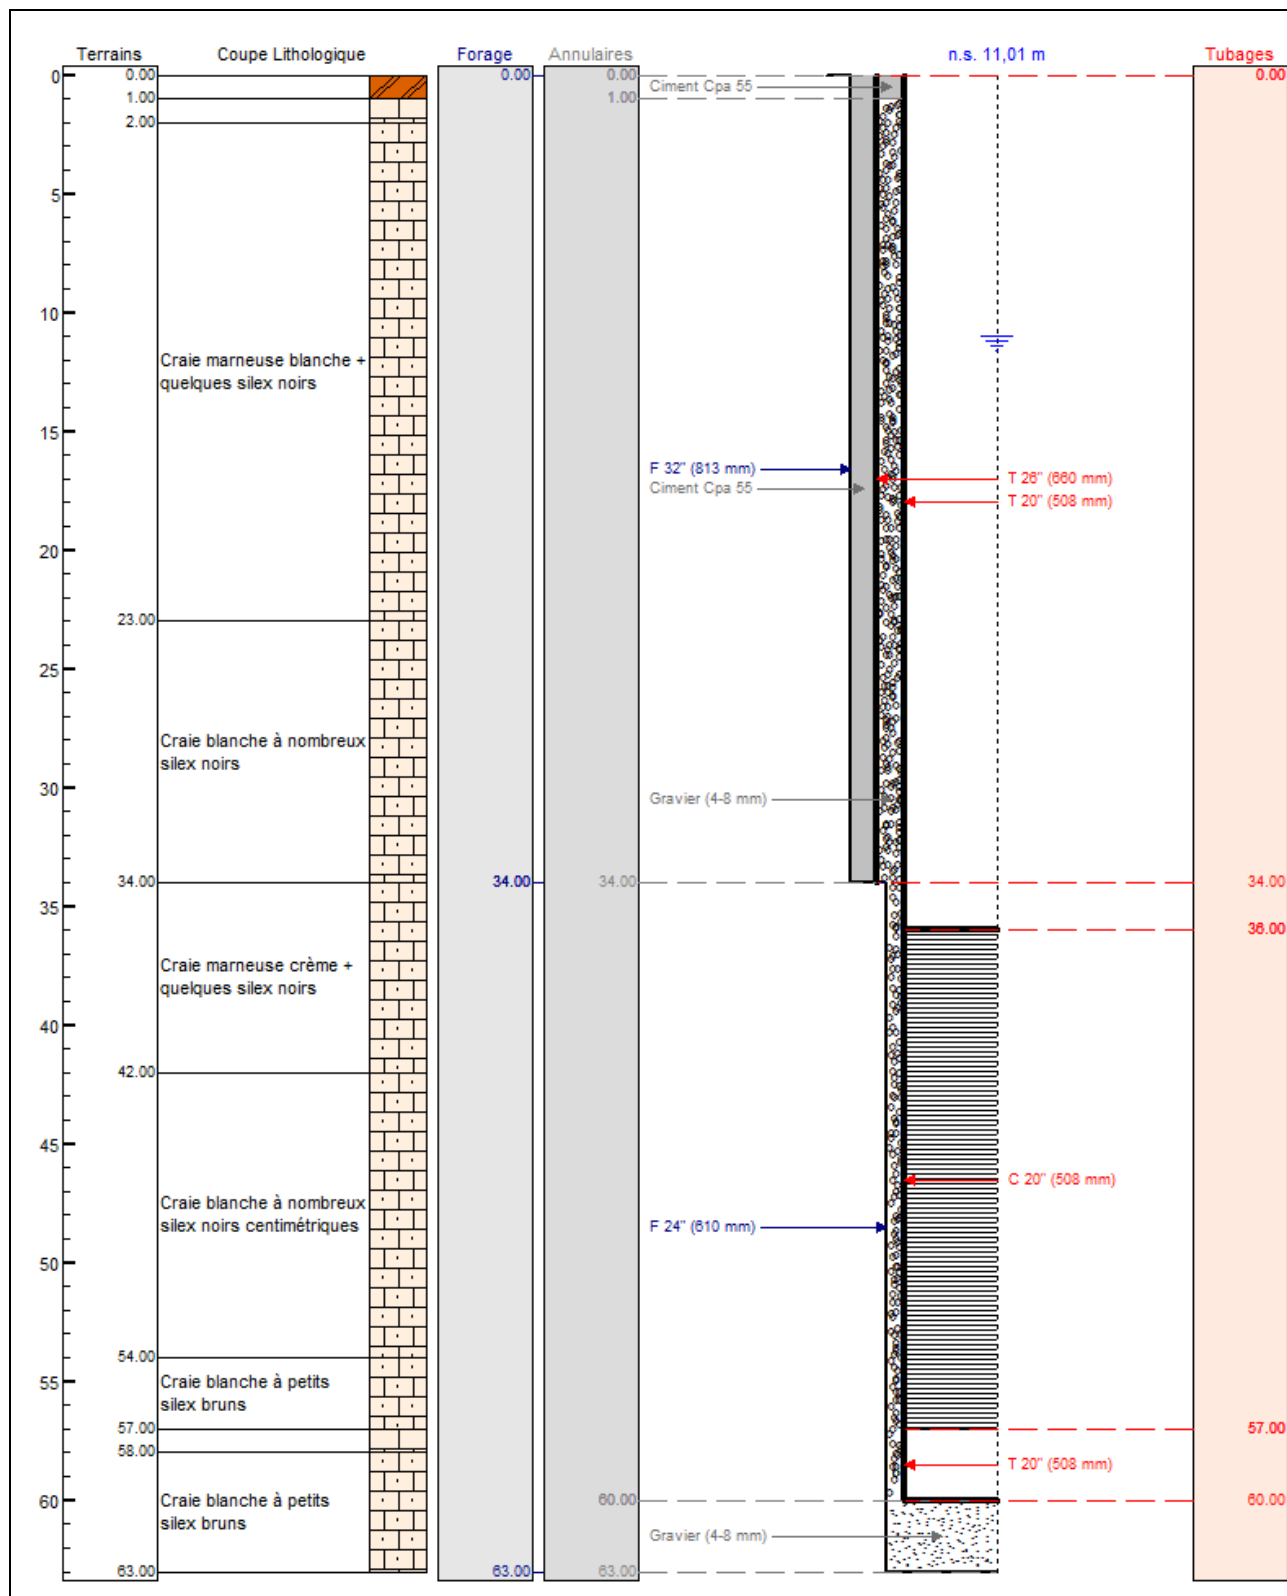 Terrains
Coupe Lithologique
Forage
Annulaires
n.s. 11,01 m
Tubages
0
0.00
0.00
0.00
0.00
Ciment Cpa 55
1.00
1.00
2.00
5
10
Craie marneuse blanche +
quelques silex noirs
15
F 32" (813 mm)
T 26" (660 mm)
Ciment Cpa 55
T 20" (508 mm)
20
23.00
25
Craie blanche à nombreux
silex noirs
30
Gravier (4-8 mm)
34.00
34.00
34.00
34.00
35
36.00
Craie marneuse crème +
quelques silex noirs
40
42.00
45
C 20" (508 mm)
Craie blanche à nombreux
silex noirs centimétriques
F 24" (610 mm)
50
54.00
55
Craie blanche à petits
silex bruns
57.00
57.00
58.00
T 20" (508 mm)
60
Craie blanche à petits
silex bruns
60.00
60.00
Gravier (4-8 mm)
63.00
63.00
63.00